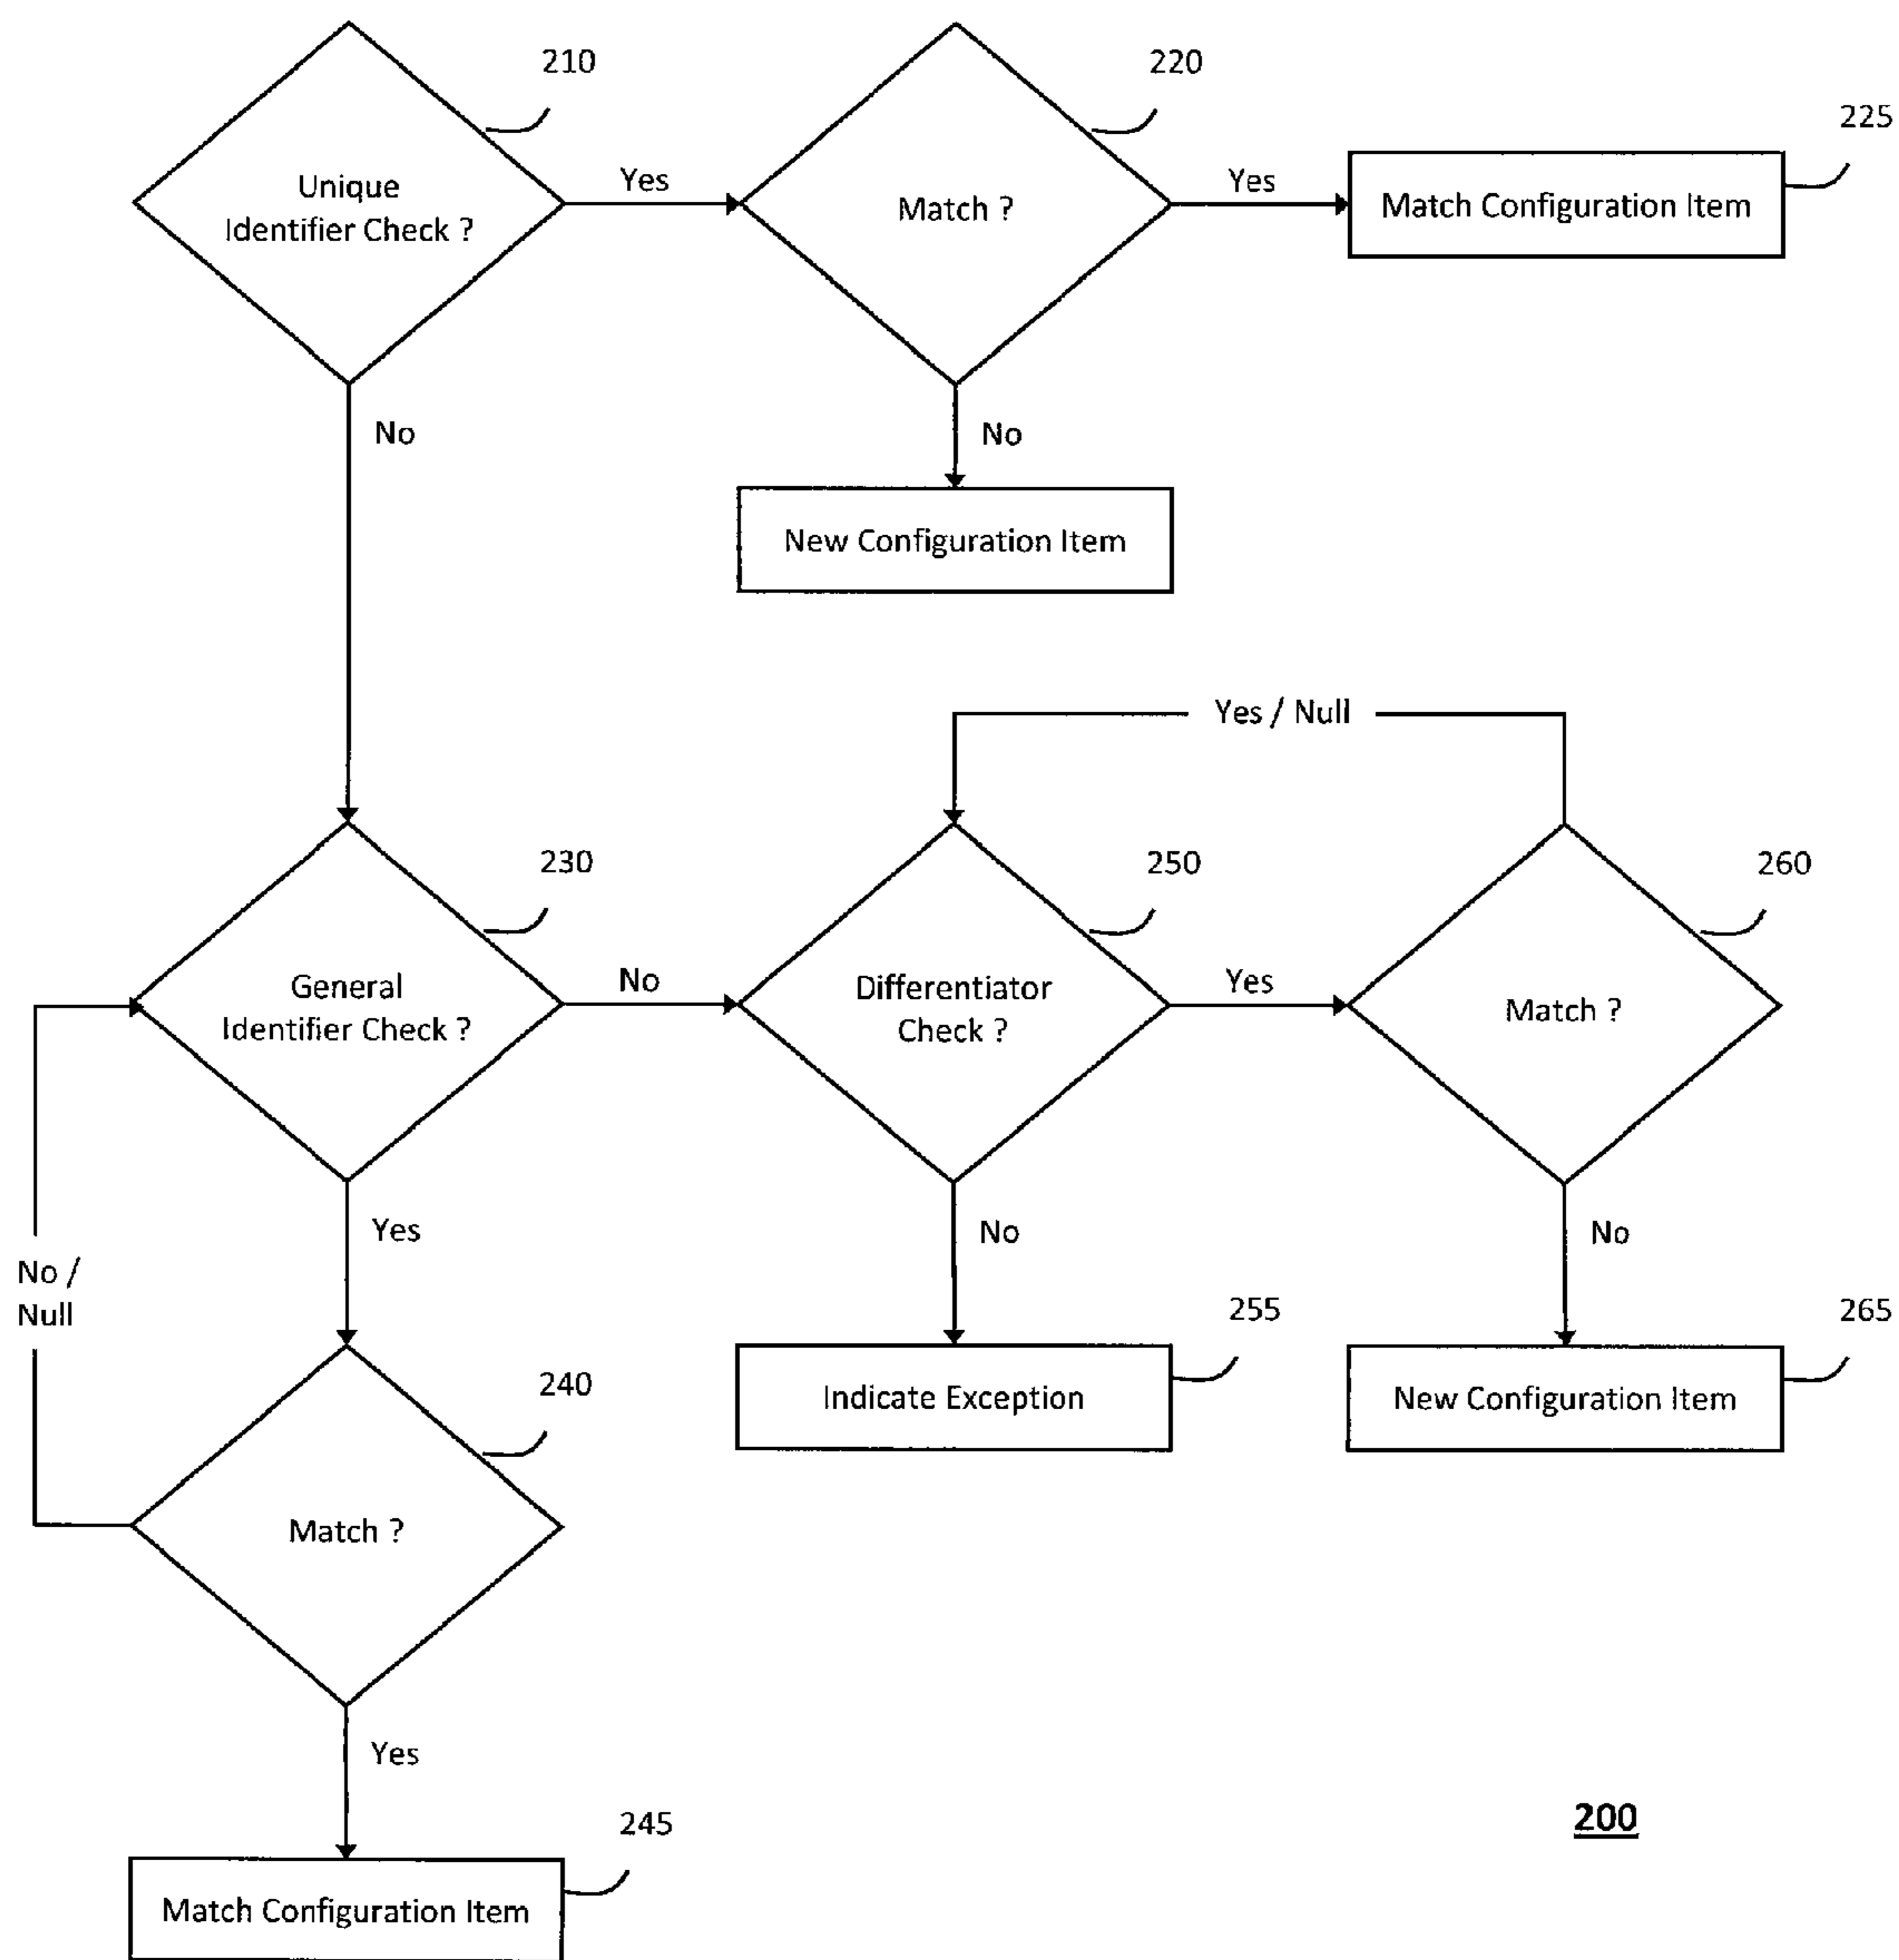 210
220
225
Unique
Identifier Check ?
Yes
Match ?
Yes
Match Configuration Item
No
No
New Configuration Item
Yes / Null
230
250
260
General
Identifier Check ?
No
Differentiator
Check ?
Yes
Match ?
Yes
No
No
No /
Null
255
265
240
Indicate Exception
New Configuration Item
Match ?
Yes
200
245
Match Configuration Item